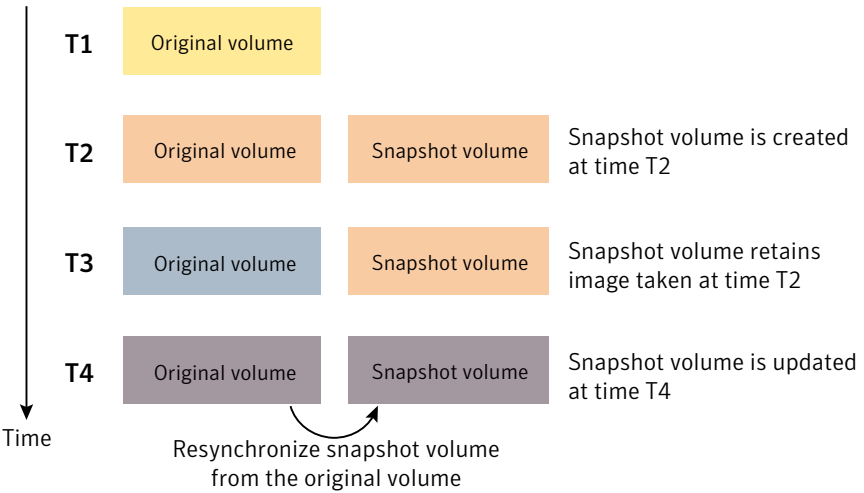 T1
Original volume
T2
Original volume
Snapshot volume
Snapshot volume is created
at time T2
T3
Original volume
Snapshot volume
Snapshot volume retains
image taken at time T2
T4
Original volume
Snapshot volume
Snapshot volume is updated
at time T4
Time
Resynchronize snapshot volume
from the original volume